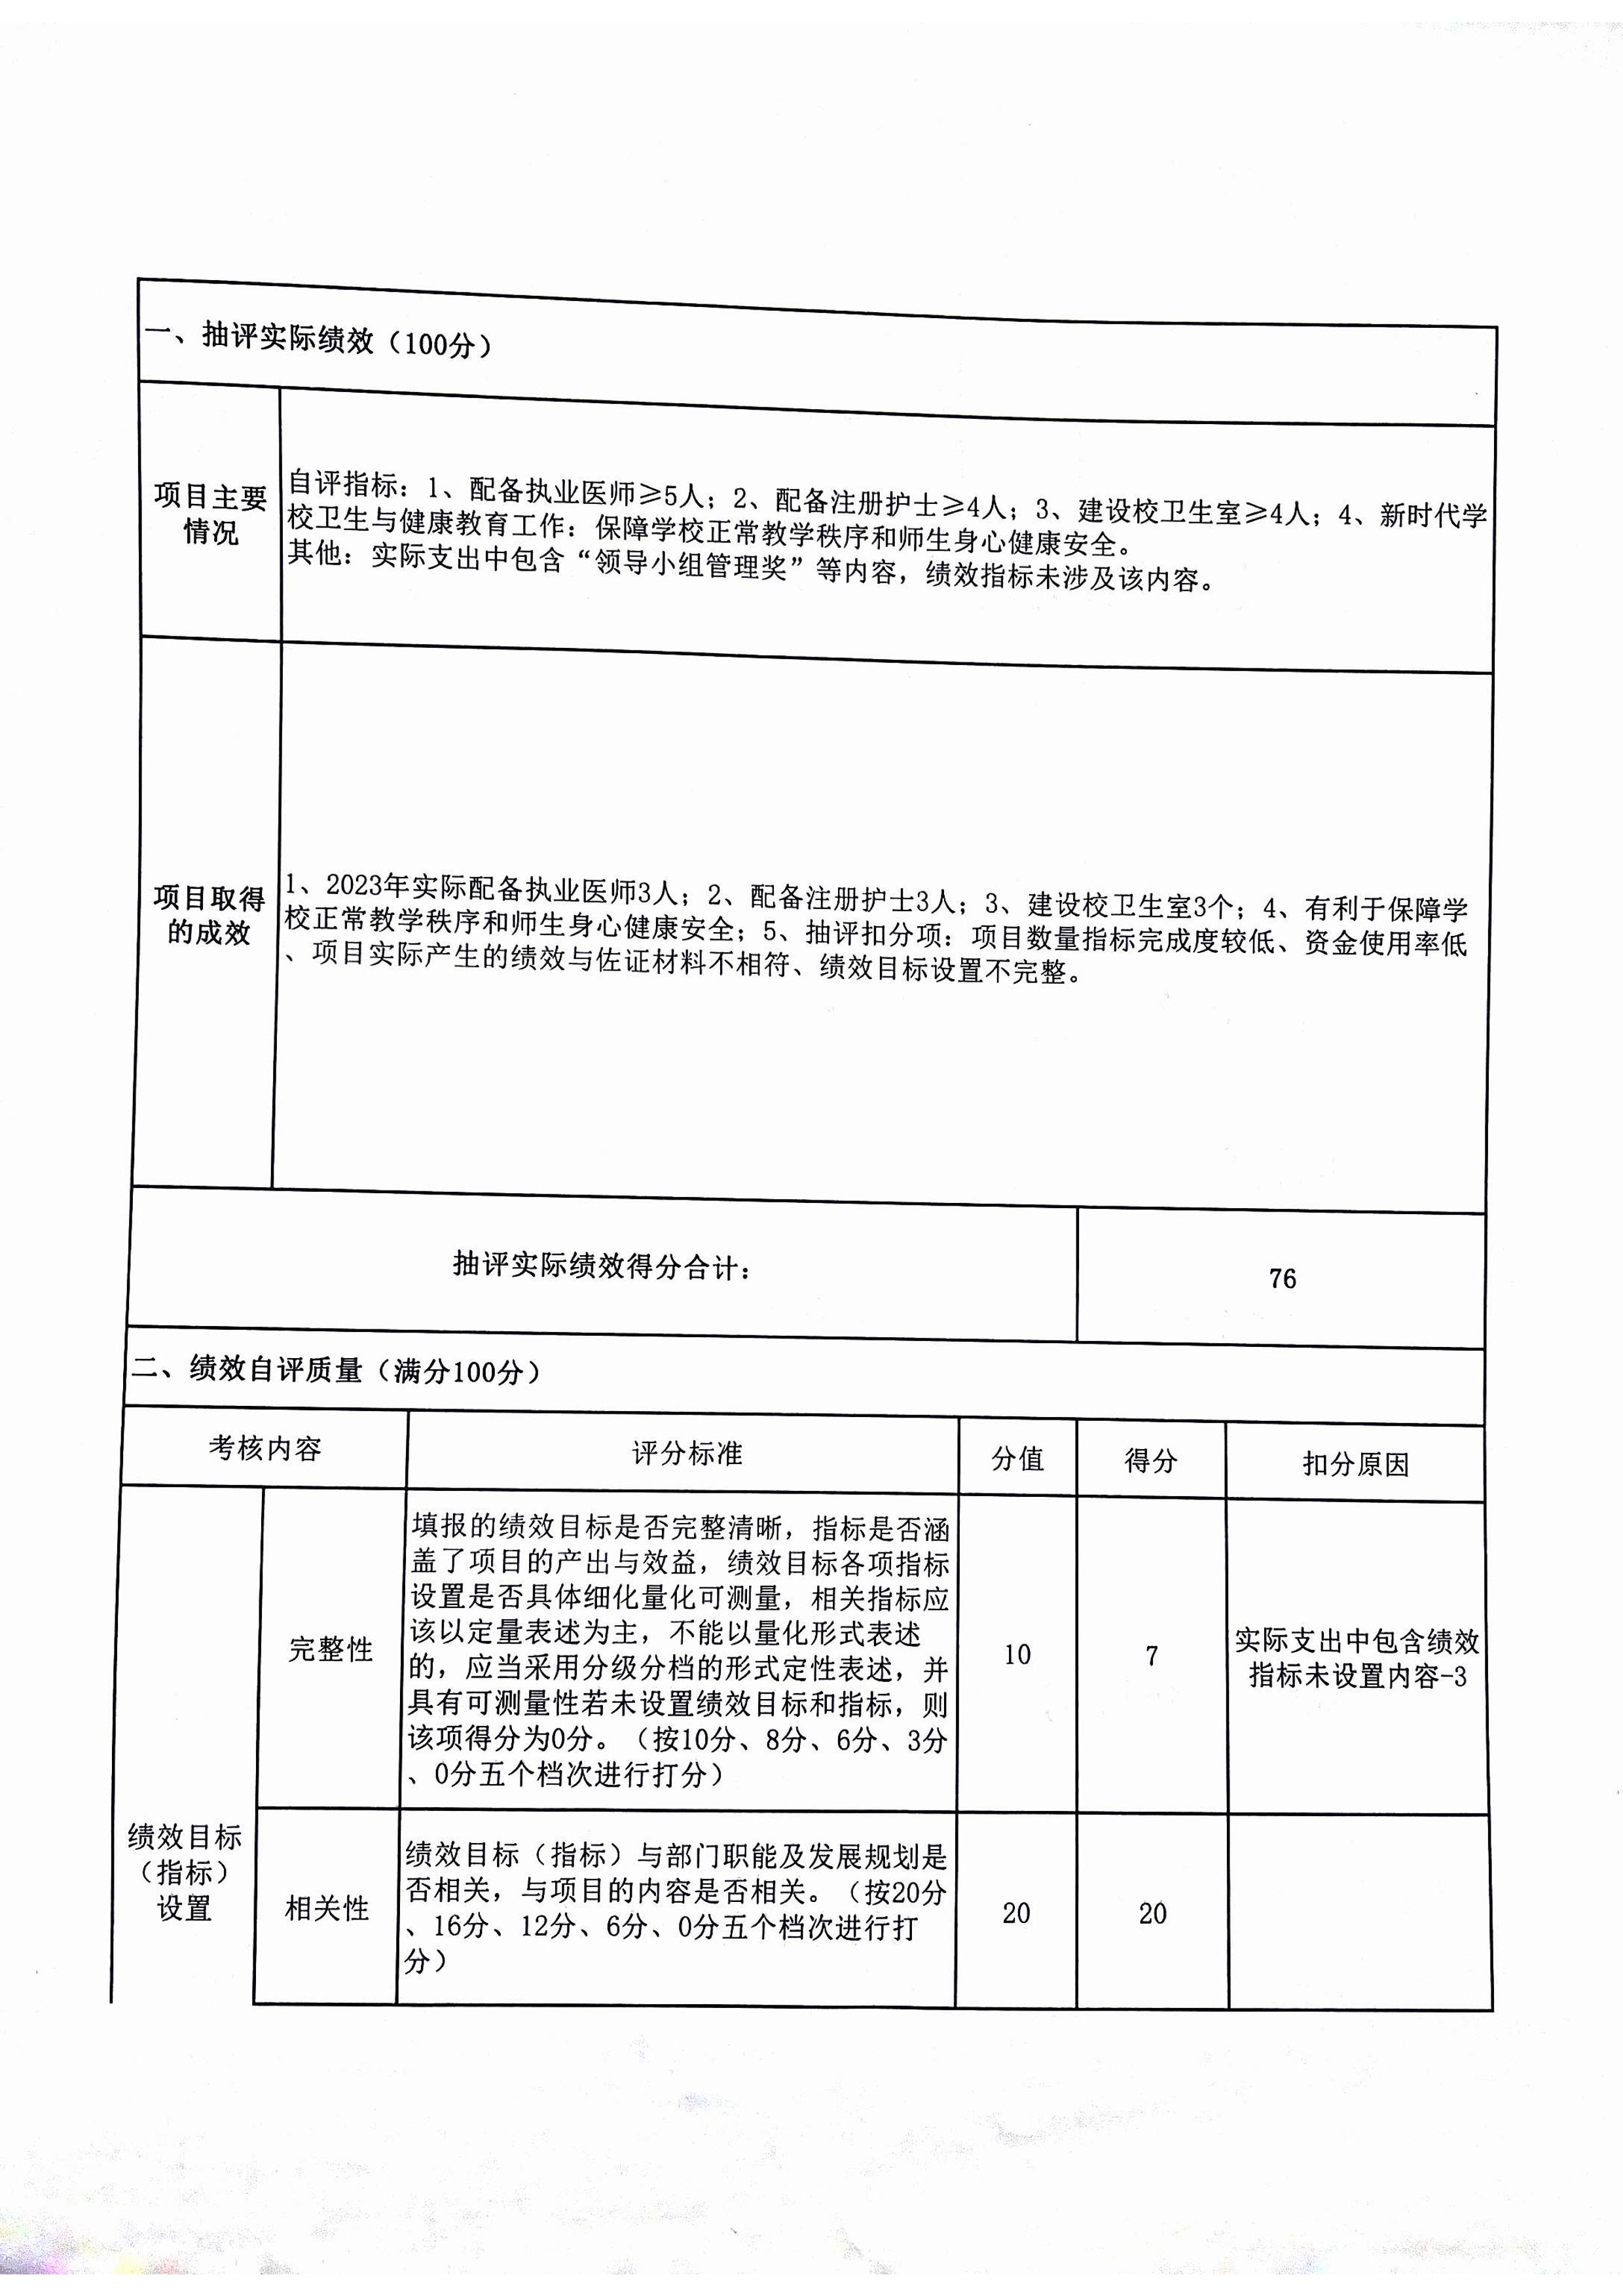 一、抽评实际绩效（100分）
项目主要
情况
自评指标：1、配备执业医师≥5人；2、配备注册护士≥4人；3、建设校卫生室≥4人；4、新时代学
校卫生与健康教育工作：保障学校正常教学秩序和师生身心健康安全。
其他：实际支出中包含“领导小组管理奖”等内容，绩效指标未涉及该内容。
项目取得
的成效
1、2023年实际配备执业医师3人；2、配备注册护士3人；3、建设校卫生室3个；4、有利于保障学
校正常教学秩序和师生身心健康安全；5、抽评扣分项：项目数量指标完成度较低、资金使用率低
、项目实际产生的绩效与佐证材料不相符、绩效目标设置不完整。
抽评实际绩效得分合计：
76
二、绩效自评质量（满分100分）
考核内容
评分标准
分值
得分
扣分原因
绩效目标
（指标）
设置
完整性
填报的绩效目标是否完整清晰，指标是否涵
盖了项目的产出与效益，绩效目标各项指标
设置是否具体细化量化可测量，相关指标应
该以定量表述为主，不能以量化形式表述
的，应当采用分级分档的形式定性表述，并
具有可测量性若未设置绩效目标和指标，则
该项得分为0分。（按10分、8分、6分、3分
、0分五个档次进行打分）
10
7
实际支出中包含绩效
指标未设置内容-3
相关性
绩效目标（指标）与部门职能及发展规划是
否相关，与项目的内容是否相关。（按20分
、16分、12分、6分、0分五个档次进行打
分）
20
20